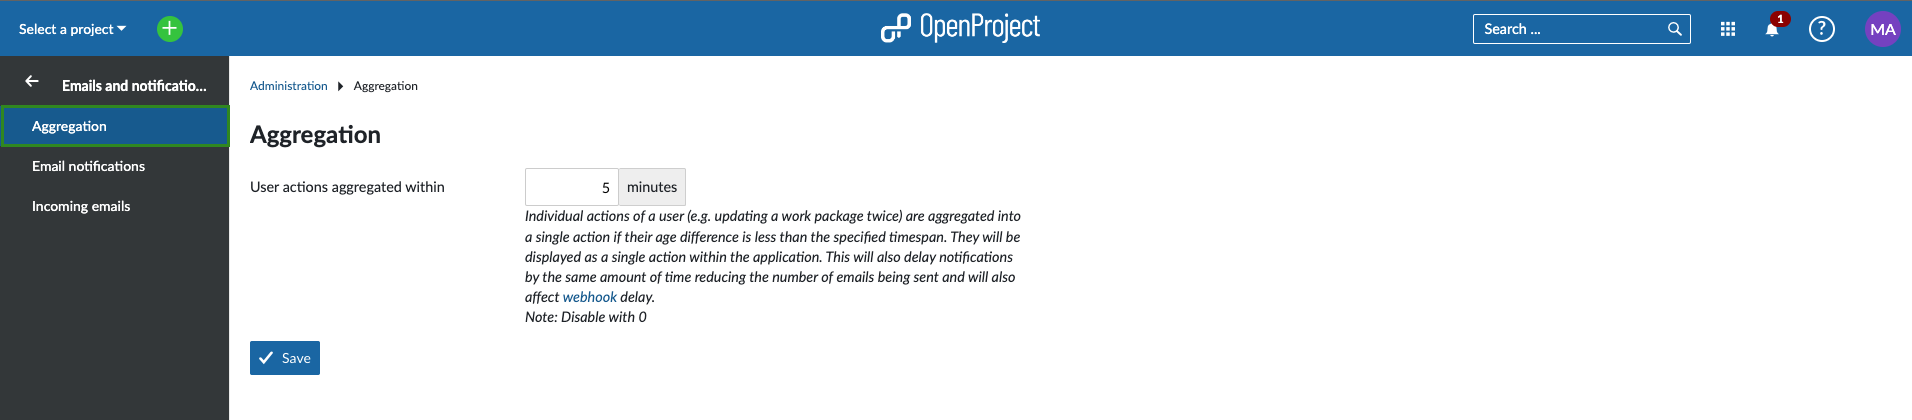 Select a project
OpenProject
Search ...
1
MA
Emails and notificatio...
Aggregation
Email notifications
Incoming emails
Administration Aggregation
Aggregation
User actions aggregated within 5 minutes
Individual actions of a user (e.g. updating a work package twice) are aggregated into
a single action if their age difference is less than the specified timespan. They will be
displayed as a single action within the application. This will also delay notifications
by the same amount of time reducing the number of emails being sent and will also
affect webhook delay.
Note: Disable with 0
Save